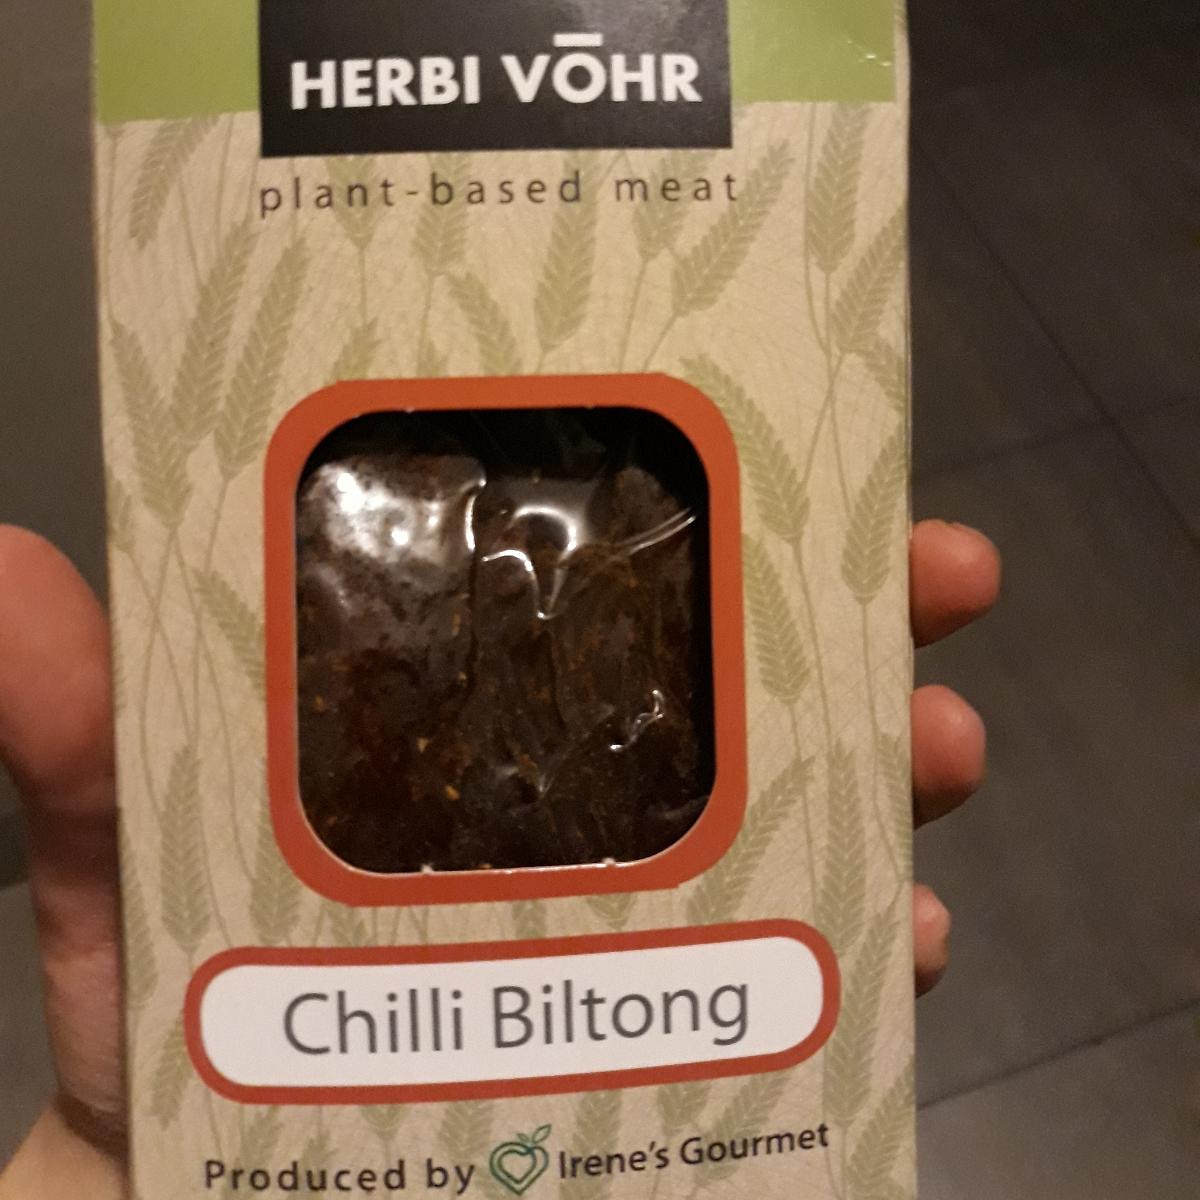 HERBI VŌHR
plant-based meat
Chilli Biltong
Produced by Irene's Gourmet